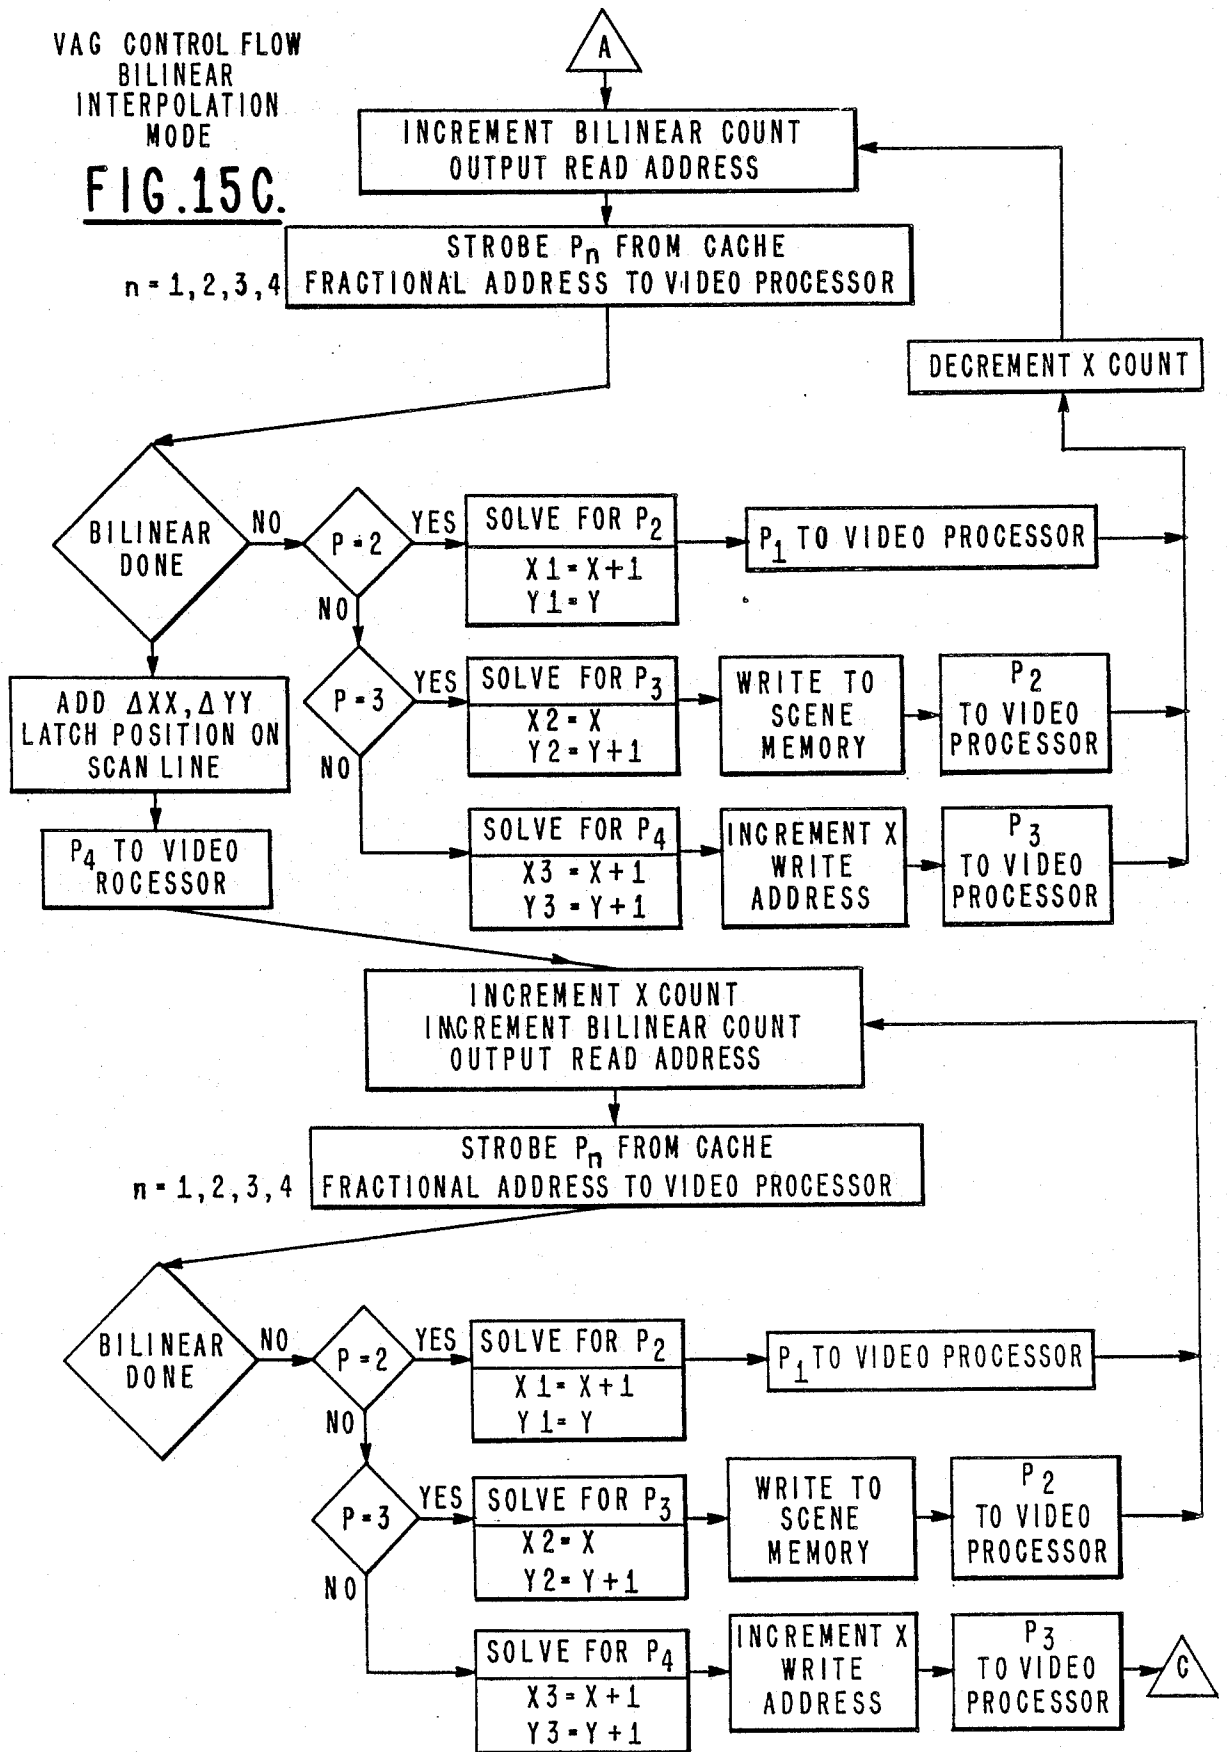 VAG CONTROL FLOW
BILINEAR
INTERPOLATION
MODE
FIG.15C.
A
INCREMENT BILINEAR COUNT
OUTPUT READ ADDRESS
STROBE Pn FROM CACHE
FRACTIONAL ADDRESS TO VIDEO PROCESSOR
n=1,2,3,4
DECREMENT X COUNT
BILINEAR
DONE
NO
P=2
YES
SOLVE FOR P2
X1=X+1
Y1=Y
P1 TO VIDEO PROCESSOR
NO
P=3
YES
SOLVE FOR P3
X2=X
Y2=Y+1
WRITE TO
SCENE
MEMORY
P2
TO VIDEO
PROCESSOR
NO
ADD ΔXX,ΔYY
LATCH POSITION ON
SCAN LINE
P4 TO VIDEO
ROCESSOR
SOLVE FOR P4
X3=X+1
Y3=Y+1
INCREMENT X
WRITE
ADDRESS
P3
TO VIDEO
PROCESSOR
INCREMENT X COUNT
INCREMENT BILINEAR COUNT
OUTPUT READ ADDRESS
STROBE Pn FROM CACHE
FRACTIONAL ADDRESS TO VIDEO PROCESSOR
n=1,2,3,4
BILINEAR
DONE
NO
P=2
YES
SOLVE FOR P2
X1=X+1
Y1=Y
P1 TO VIDEO PROCESSOR
NO
P=3
YES
SOLVE FOR P3
X2=X
Y2=Y+1
WRITE TO
SCENE
MEMORY
P2
TO VIDEO
PROCESSOR
NO
SOLVE FOR P4
X3=X+1
Y3=Y+1
INCREMENT X
WRITE
ADDRESS
P3
TO VIDEO
PROCESSOR
C